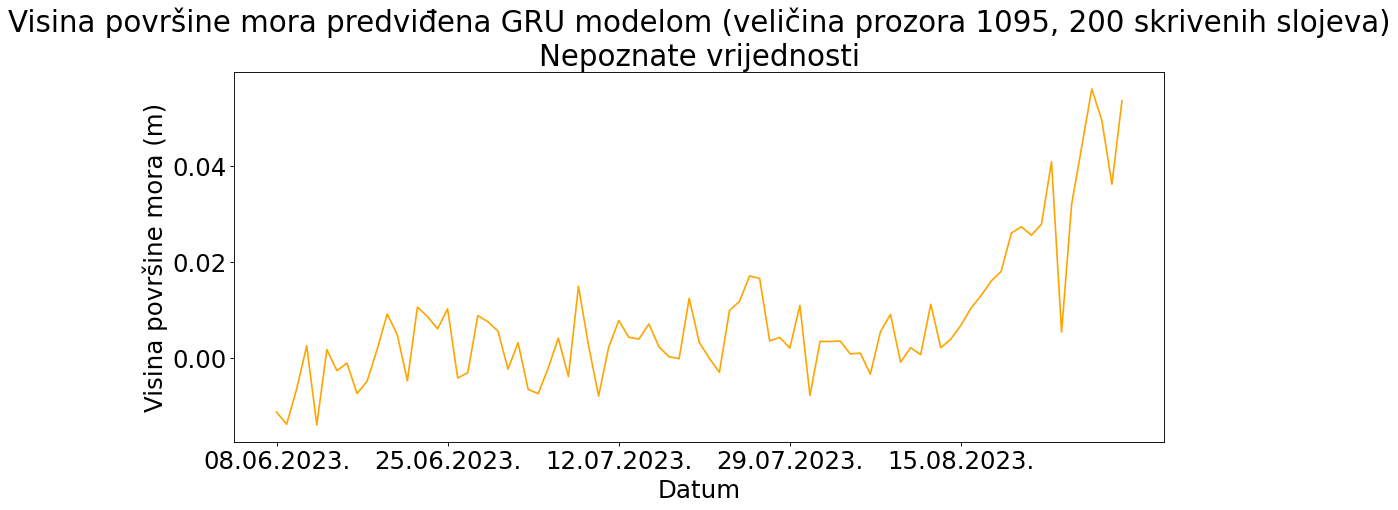 Visina površine mora predviđena GRU modelom (veličina prozora 1095, 200 skrivenih slojeva)
Nepoznate vrijednosti
Visina površine mora (m)
0.04
0.02
0.00
08.06.2023. 25.06.2023. 12.07.2023. 29.07.2023. 15.08.2023.
Datum